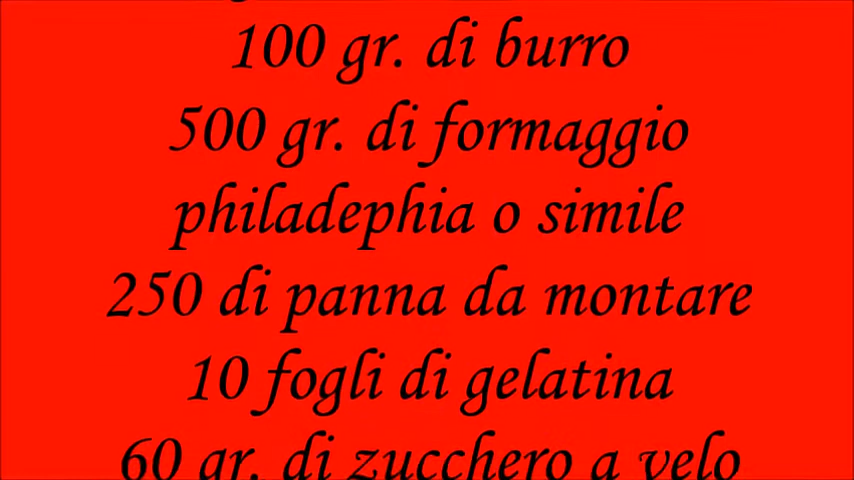 100 gr. di burro
500 gr. di formaggio
philadephia o simile
250 di panna da montare
10 fogli di gelatina
60 gr. di zucchero a velo